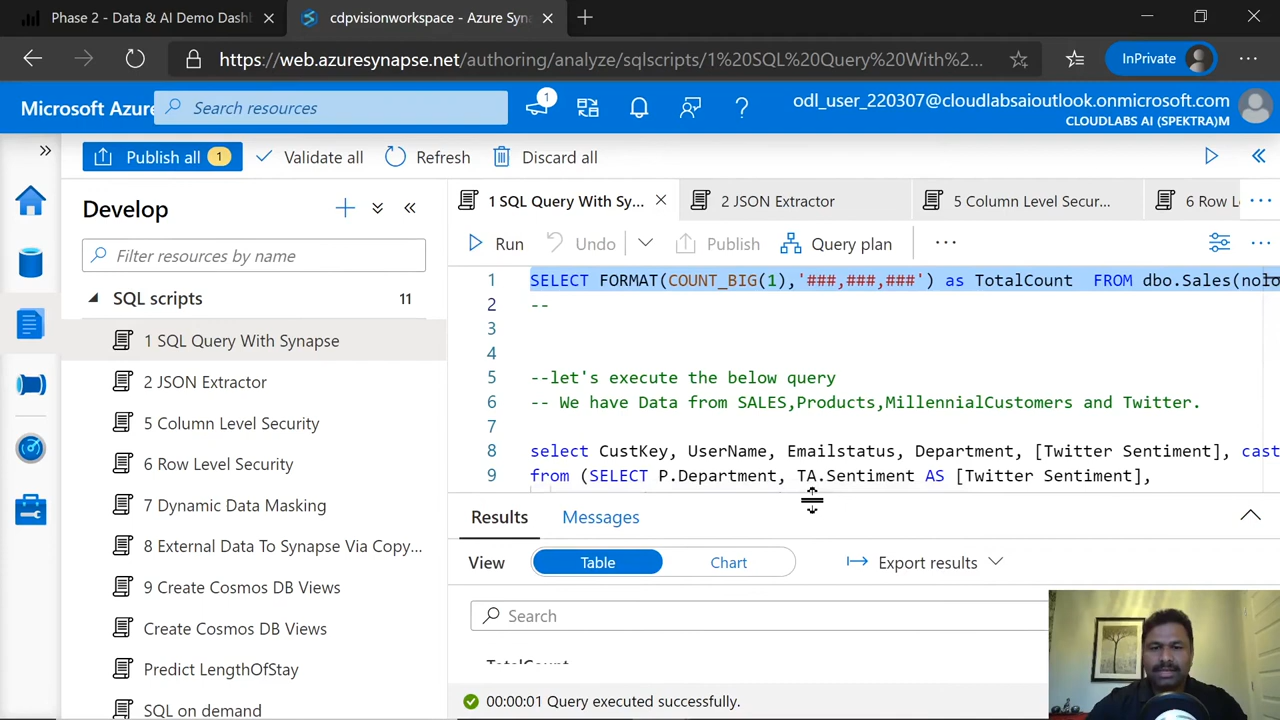 Phase 2 - Data & AI Demo Dashl
cdpvisionworkspace - Azure Syn
https://web.azuresynapse.net/authoring/analyze/sqlscripts/1%20SQL%20Query%20With%2...
InPrivate
Microsoft Azure
Search resources
1
odl_user_220307@cloudlabsaioutlook.onmicrosoft.com
CLOUDLABS AI (SPEKTRA)M
Publish all 1
Validate all
Refresh
Discard all
Develop
Filter resources by name
SQL scripts 11
1 SQL Query With Synapse
2 JSON Extractor
5 Column Level Security
6 Row Level Security
7 Dynamic Data Masking
8 External Data To Synapse Via Copy...
9 Create Cosmos DB Views
Create Cosmos DB Views
Predict LengthOfStay
SQL on demand
1 SQL Query With Sy...
2 JSON Extractor
5 Column Level Secur...
6 Row L
Run
Undo
Publish
Query plan
1 SELECT FORMAT(COUNT_BIG(1),'###,###,###') as TotalCount FROM dbo.Sales(nolo
2 --
3
4
5 --let's execute the below query
6 -- We have Data from SALES,Products,MillennialCustomers and Twitter.
7
8 select CustKey, UserName, Emailstatus, Department, [Twitter Sentiment], cast
9 from (SELECT P.Department, TA.Sentiment AS [Twitter Sentiment],
Results
Messages
View
Table
Chart
Export results
Search
TotalCount
00:00:01 Query executed successfully.